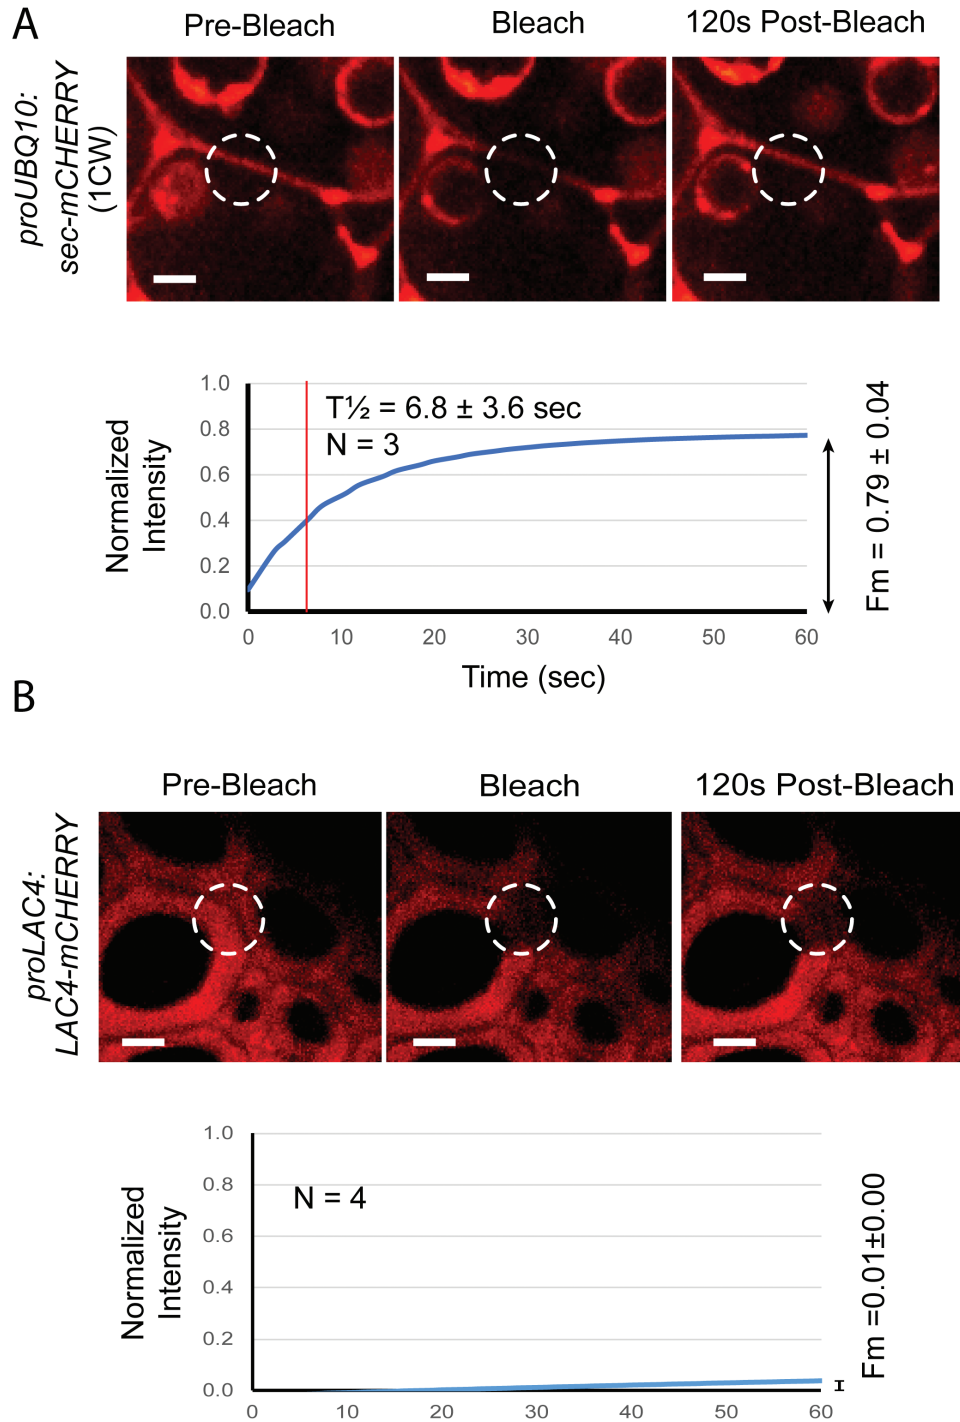 A
Pre-Bleach
Bleach
120s Post-Bleach
proUBQ10:
sec-mCHERRY
(1CW)
Normalized
Intensity
1.0
0.8
0.6
0.4
0.2
0.0
T½ = 6.8 ± 3.6 sec
N = 3
Fm = 0.79 ± 0.04
0
10
20
30
40
50
60
Time (sec)
B
Pre-Bleach
Bleach
120s Post-Bleach
proLAC4:
LAC4-mCHERRY
Normalized
Intensity
1.0
0.8
0.6
0.4
0.2
0.0
N = 4
Fm =0.01±0.00
0
10
20
30
40
50
60